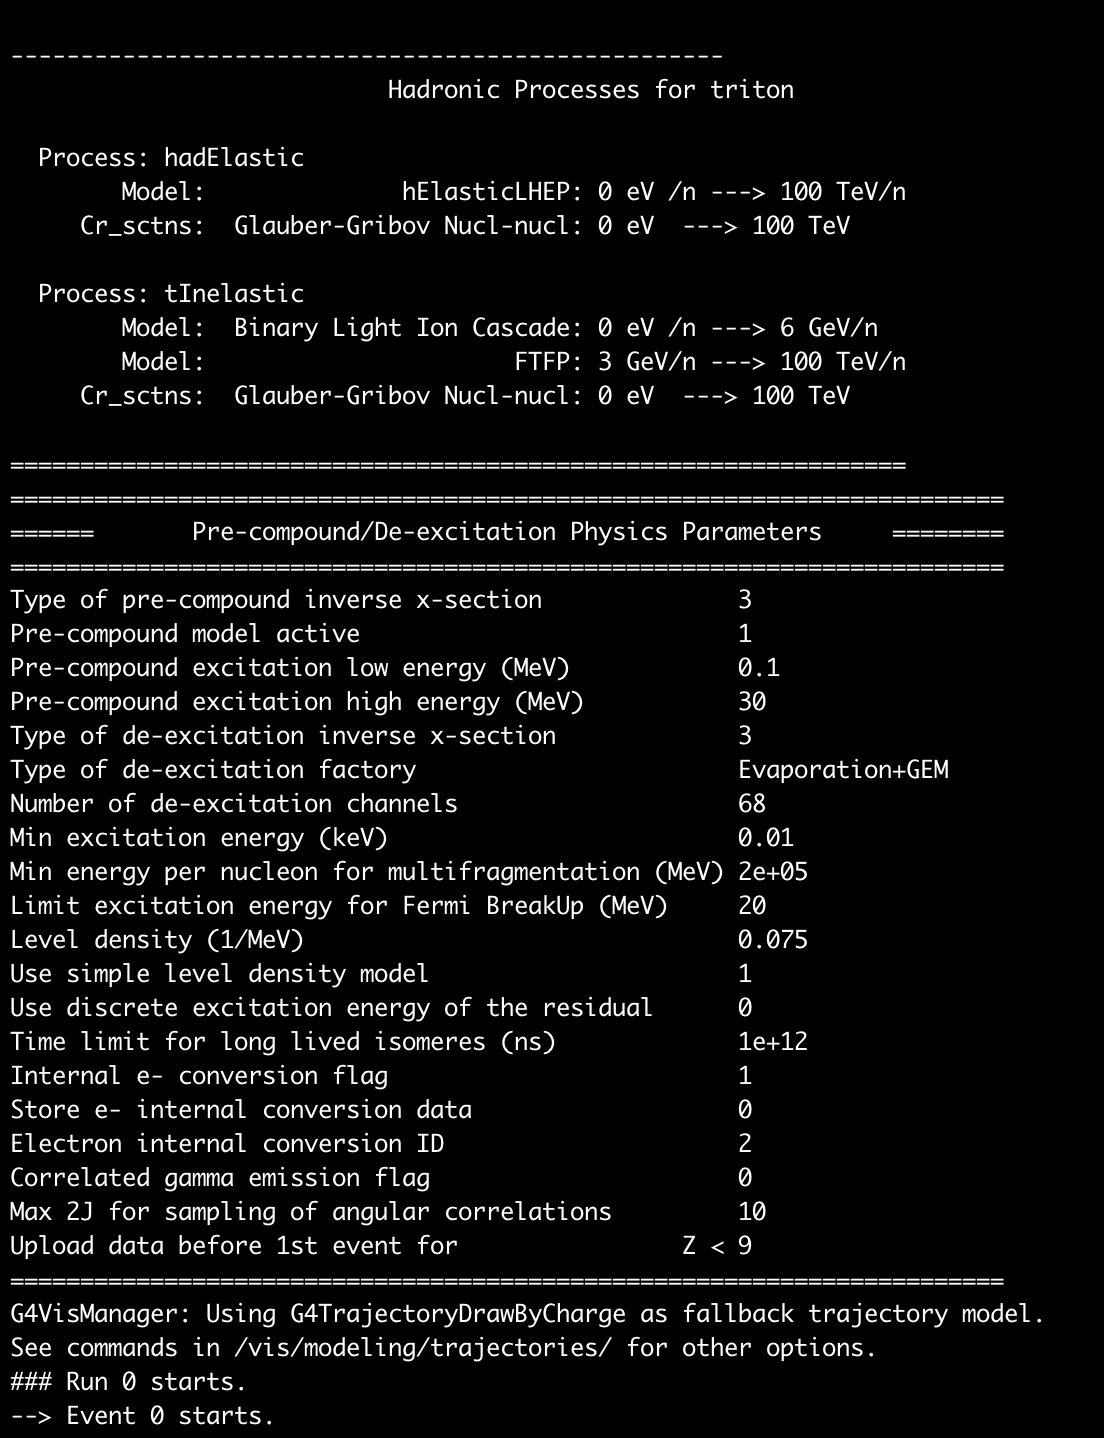 ---------------------------------------------------
                           Hadronic Processes for triton
  Process: hadElastic
        Model:              hElasticLHEP: 0 eV /n ---> 100 TeV/n
     Cr_sctns:  Glauber-Gribov Nucl-nucl: 0 eV  ---> 100 TeV
  Process: tInelastic
        Model:  Binary Light Ion Cascade: 0 eV /n ---> 6 GeV/n
        Model:                      FTFP: 3 GeV/n ---> 100 TeV/n
     Cr_sctns:  Glauber-Gribov Nucl-nucl: 0 eV  ---> 100 TeV
================================================================
=======================================================================
======       Pre-compound/De-excitation Physics Parameters     ========
=======================================================================
Type of pre-compound inverse x-section              3
Pre-compound model active                           1
Pre-compound excitation low energy (MeV)            0.1
Pre-compound excitation high energy (MeV)           30
Type of de-excitation inverse x-section             3
Type of de-excitation factory                       Evaporation+GEM
Number of de-excitation channels                    68
Min excitation energy (keV)                         0.01
Min energy per nucleon for multifragmentation (MeV) 2e+05
Limit excitation energy for Fermi BreakUp (MeV)     20
Level density (1/MeV)                               0.075
Use simple level density model                      1
Use discrete excitation energy of the residual      0
Time limit for long lived isomeres (ns)             1e+12
Internal e- conversion flag                         1
Store e- internal conversion data                   0
Electron internal conversion ID                     2
Correlated gamma emission flag                      0
Max 2J for sampling of angular correlations         10
Upload data before 1st event for                Z < 9
=======================================================================
G4VisManager: Using G4TrajectoryDrawByCharge as fallback trajectory model.
See commands in /vis/modeling/trajectories/ for other options.
### Run 0 starts.
--> Event 0 starts.